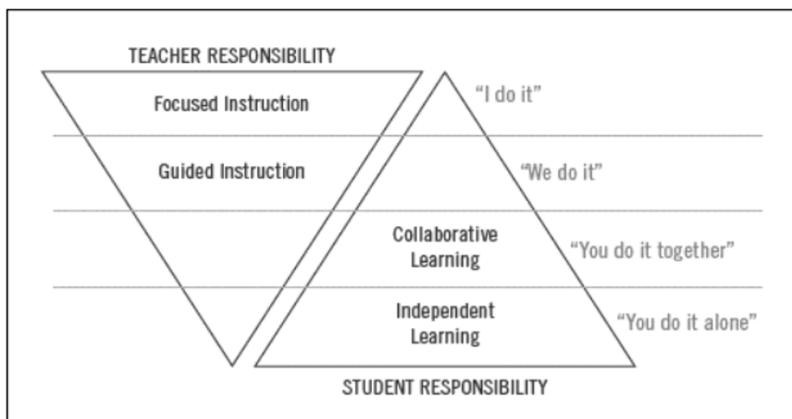 TEACHER RESPONSIBILITY
Focused Instruction
"I do it"
Guided Instruction
"We do it"
Collaborative
Learning
"You do it together"
Independent
Learning
"You do it alone"
STUDENT RESPONSIBILITY